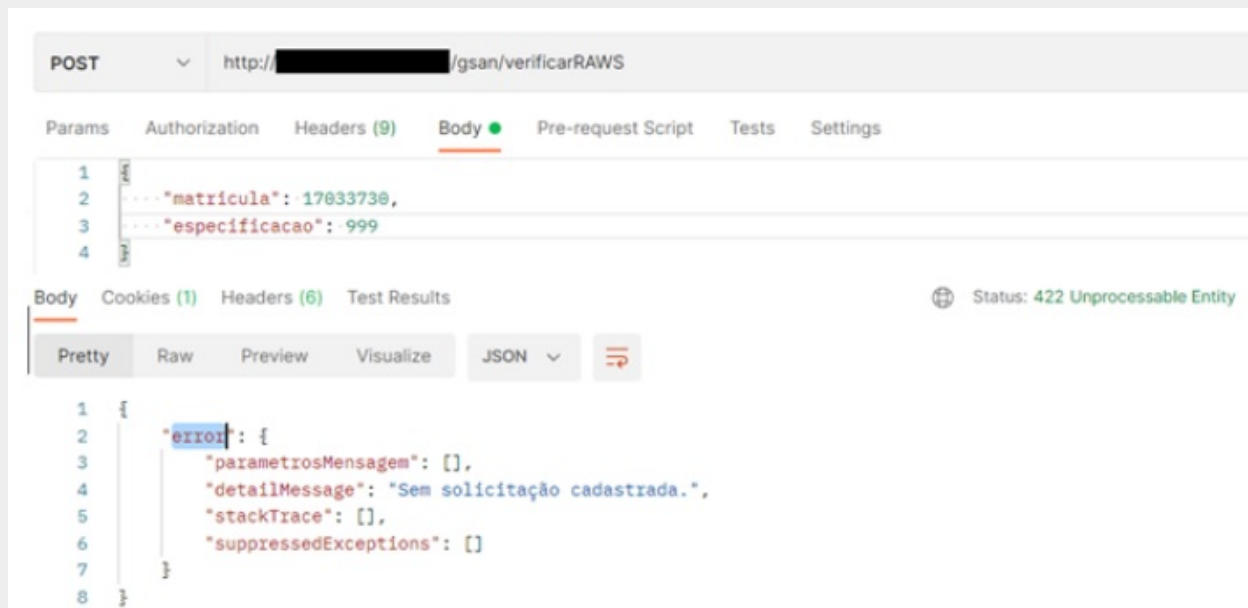 POST http:// /gsan/verificarRAWS
Params Authorization Headers (9) Body Pre-request Script Tests Settings
1 {
2 "matricula": 17033730,
3 "especificacao": 999
4 }
Body Cookies (1) Headers (6) Test Results Status: 422 Unprocessable Entity
Pretty Raw Preview Visualize JSON
1 {
2 "error": {
3 "parametrosMensagem": [],
4 "detailMessage": "Sem solicitação cadastrada.",
5 "stackTrace": [],
6 "suppressedExceptions": []
7 }
8 }